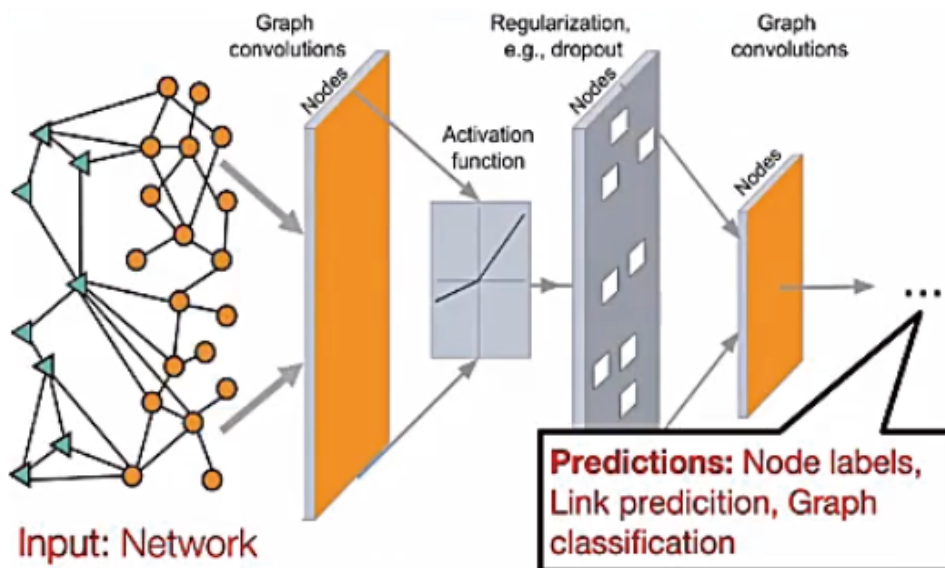 Graph
convolutions
Regularization,
e.g., dropout
Graph
convolutions
Nodes
Activation
function
Nodes
Nodes
...
Predictions: Node labels,
Link predicition, Graph
classification
Input: Network